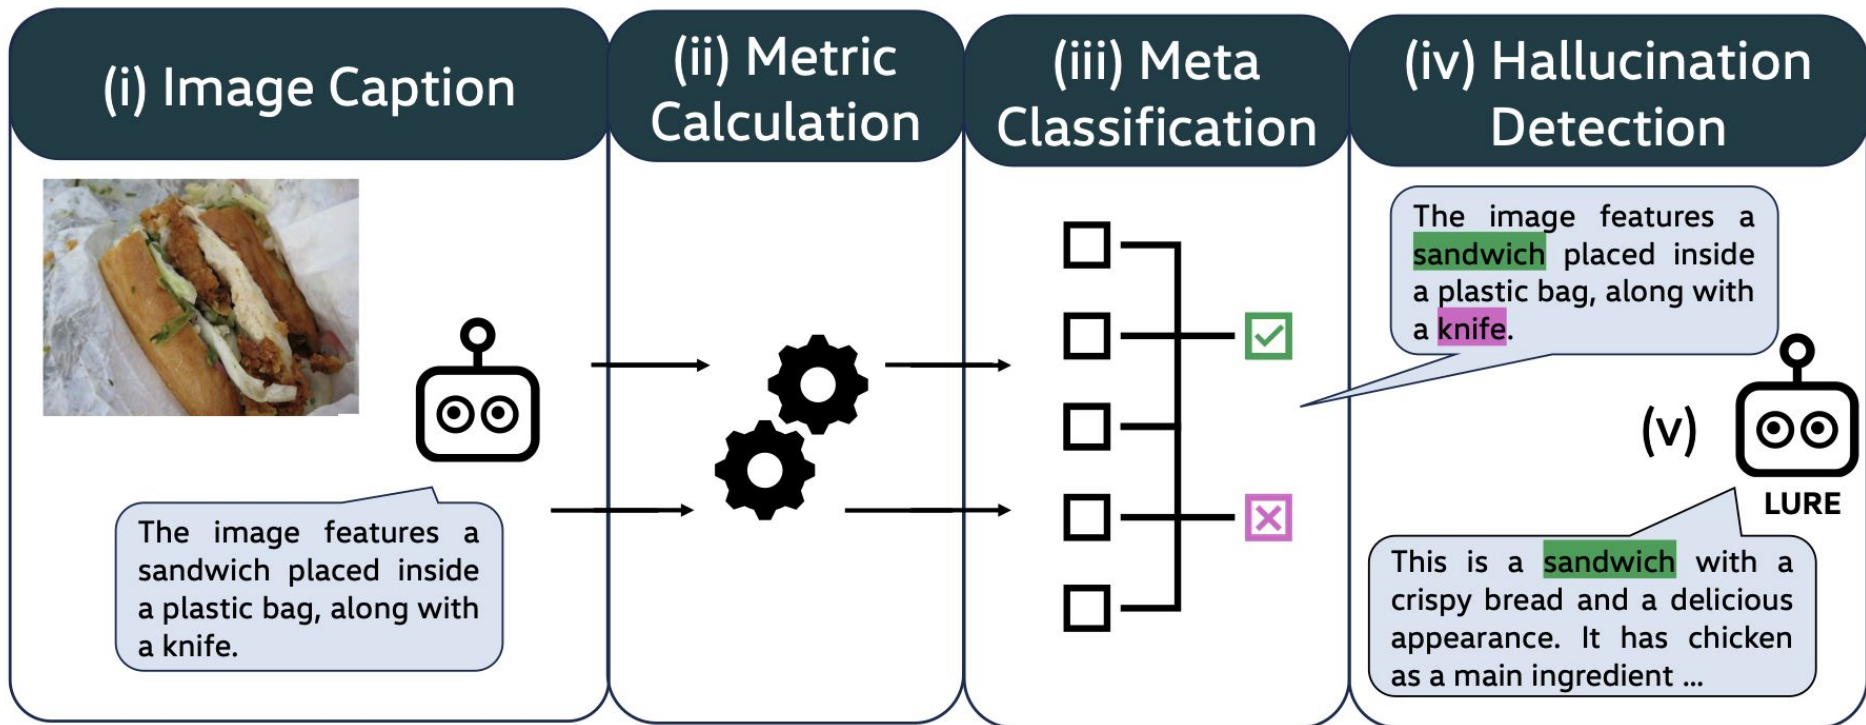 (i) Image Caption
(ii) Metric
Calculation
(iii) Meta
Classification
(iv) Hallucination
Detection
The image features a
sandwich placed inside
a plastic bag, along with
a knife.
The image features a
sandwich placed inside
a plastic bag, along with
a knife.
(v)
LURE
This is a sandwich with a
crispy bread and a delicious
appearance. It has chicken
as a main ingredient ...